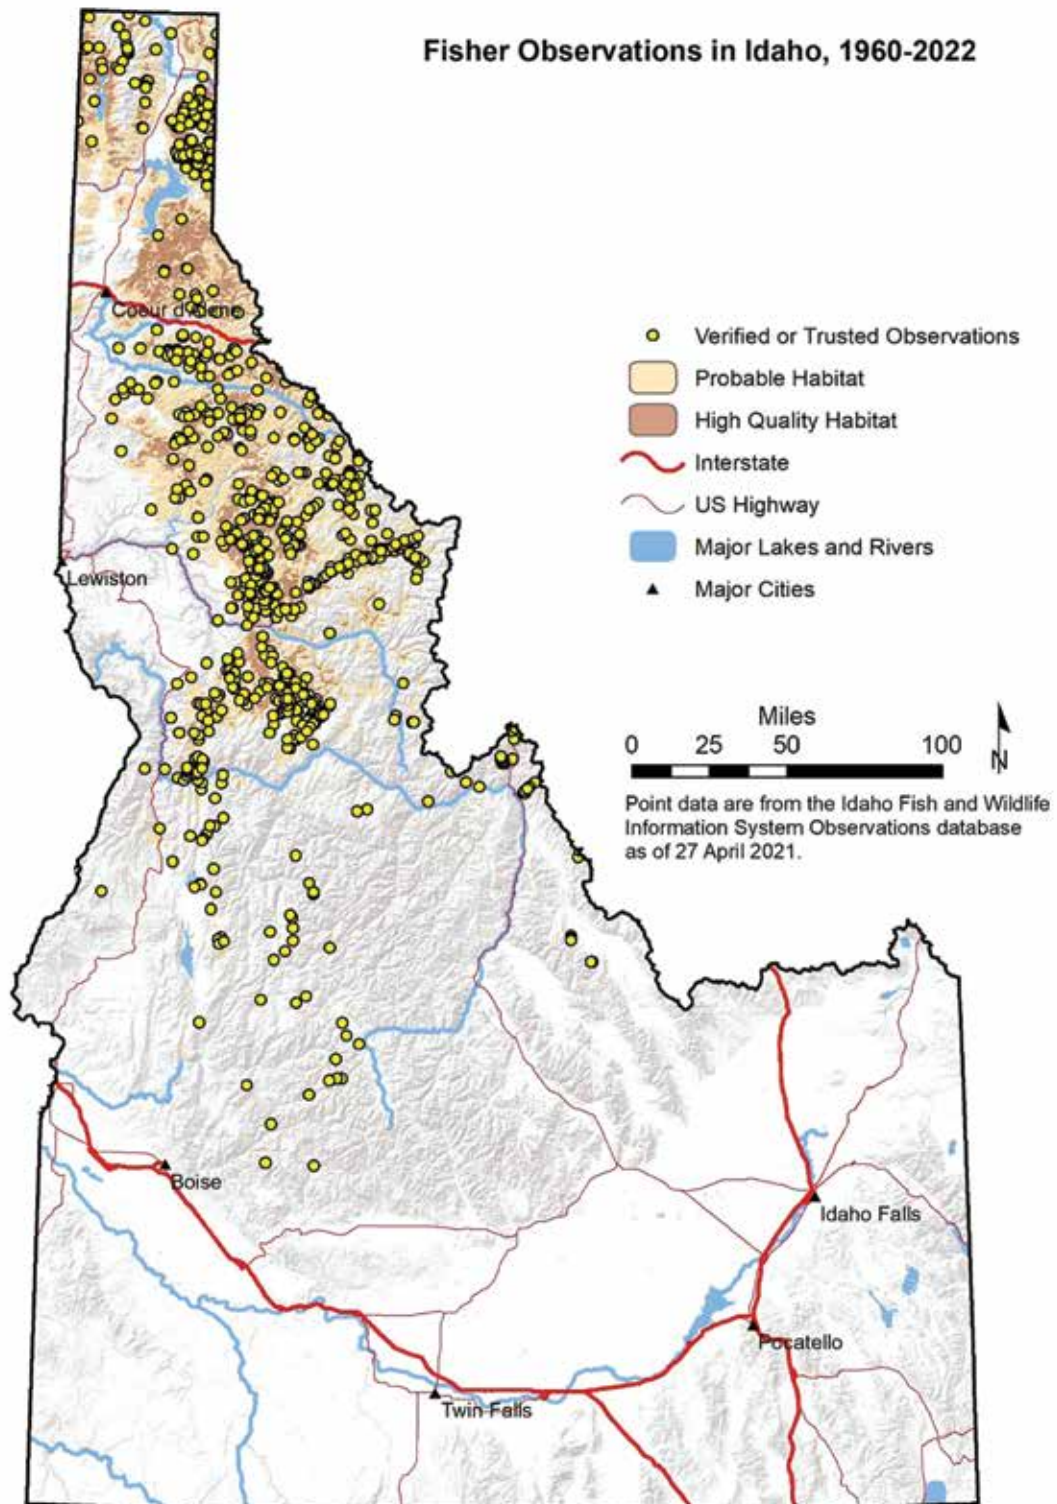 Fisher Observations in Idaho, 1960-2022
Coeur d'Alene
Verified or Trusted Observations
Probable Habitat
High Quality Habitat
Interstate
US Highway
Major Lakes and Rivers
Major Cities
Lewiston
Miles
0 25 50 100
N
Point data are from the Idaho Fish and Wildlife
Information System Observations database
as of 27 April 2021.
Boise
Idaho Falls
Pocatello
Twin Falls